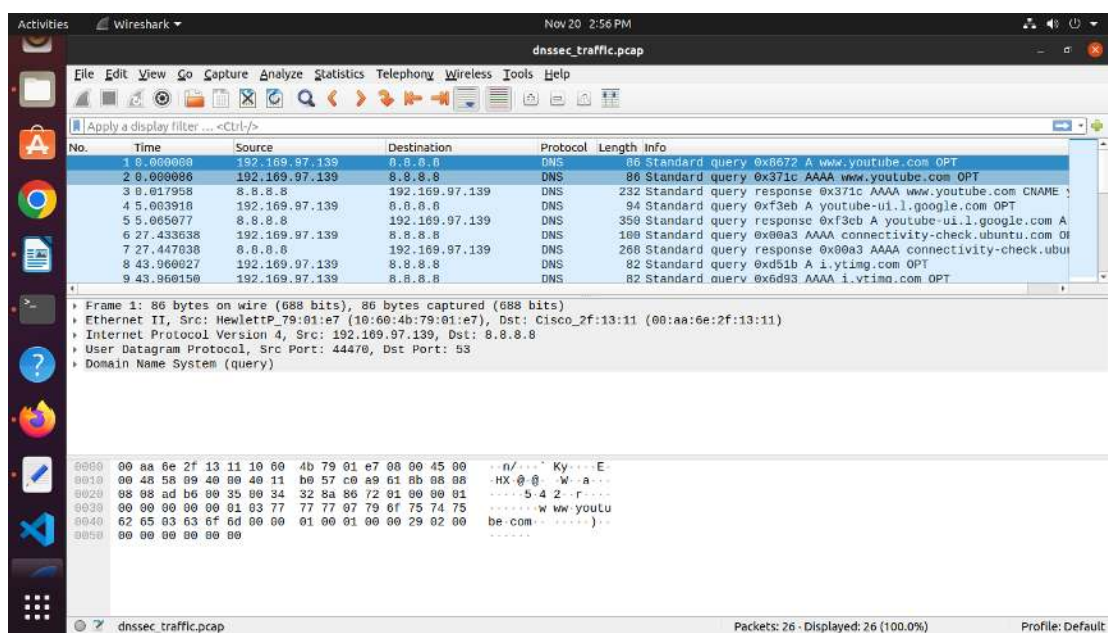 Activities Wireshark Nov 20 2:56 PM
dnssec_traffic.pcap
File Edit View Go Capture Analyze Statistics Telephony Wireless Tools Help
Apply a display filter ... <Ctrl-/>
No. Time Source Destination Protocol Length Info
1 0.000000 192.169.97.139 8.8.8.8 DNS 86 Standard query 0x8672 A www.youtube.com OPT
2 0.000086 192.169.97.139 8.8.8.8 DNS 86 Standard query 0x371c AAAA www.youtube.com OPT
3 0.017958 8.8.8.8 192.169.97.139 DNS 232 Standard query response 0x371c AAAA www.youtube.com CNAME
4 5.003918 192.169.97.139 8.8.8.8 DNS 94 Standard query 0xf3eb A youtube-ui.l.google.com OPT
5 5.065077 8.8.8.8 192.169.97.139 DNS 350 Standard query response 0xf3eb A youtube-ui.l.google.com A
6 27.433638 192.169.97.139 8.8.8.8 DNS 100 Standard query 0x00a3 AAAA connectivity-check.ubuntu.com
7 27.447038 8.8.8.8 192.169.97.139 DNS 268 Standard query response 0x00a3 AAAA connectivity-check.ubu
8 43.960027 192.169.97.139 8.8.8.8 DNS 82 Standard query 0xd51b A i.ytimg.com OPT
9 43.960150 192.169.97.139 8.8.8.8 DNS 82 Standard query 0x6d93 AAAA i.ytimg.com OPT
Frame 1: 86 bytes on wire (688 bits), 86 bytes captured (688 bits)
Ethernet II, Src: HewlettP_79:01:e7 (10:60:4b:79:01:e7), Dst: Cisco_2f:13:11 (00:aa:6e:2f:13:11)
Internet Protocol Version 4, Src: 192.169.97.139, Dst: 8.8.8.8
User Datagram Protocol, Src Port: 44470, Dst Port: 53
Domain Name System (query)
0000 00 aa 6e 2f 13 11 10 60 4b 79 01 e7 08 00 45 00 ··n/···` Ky····E·
0010 00 48 58 09 40 00 40 11 b0 57 c0 a9 61 8b 08 08 ·HX·@·@· ·W··a···
0020 08 08 ad b6 00 35 00 34 32 8a 86 72 01 00 00 01 ·····5·4 2··r····
0030 00 00 00 00 00 01 03 77 77 77 07 79 6f 75 74 75 ·······w ww·youtu
0040 62 65 03 63 6f 6d 00 00 01 00 01 00 00 29 02 00 be·com·· ·····)··
0050 00 00 00 00 00 00 ······
dnssec_traffic.pcap Packets: 26 · Displayed: 26 (100.0%) Profile: Default